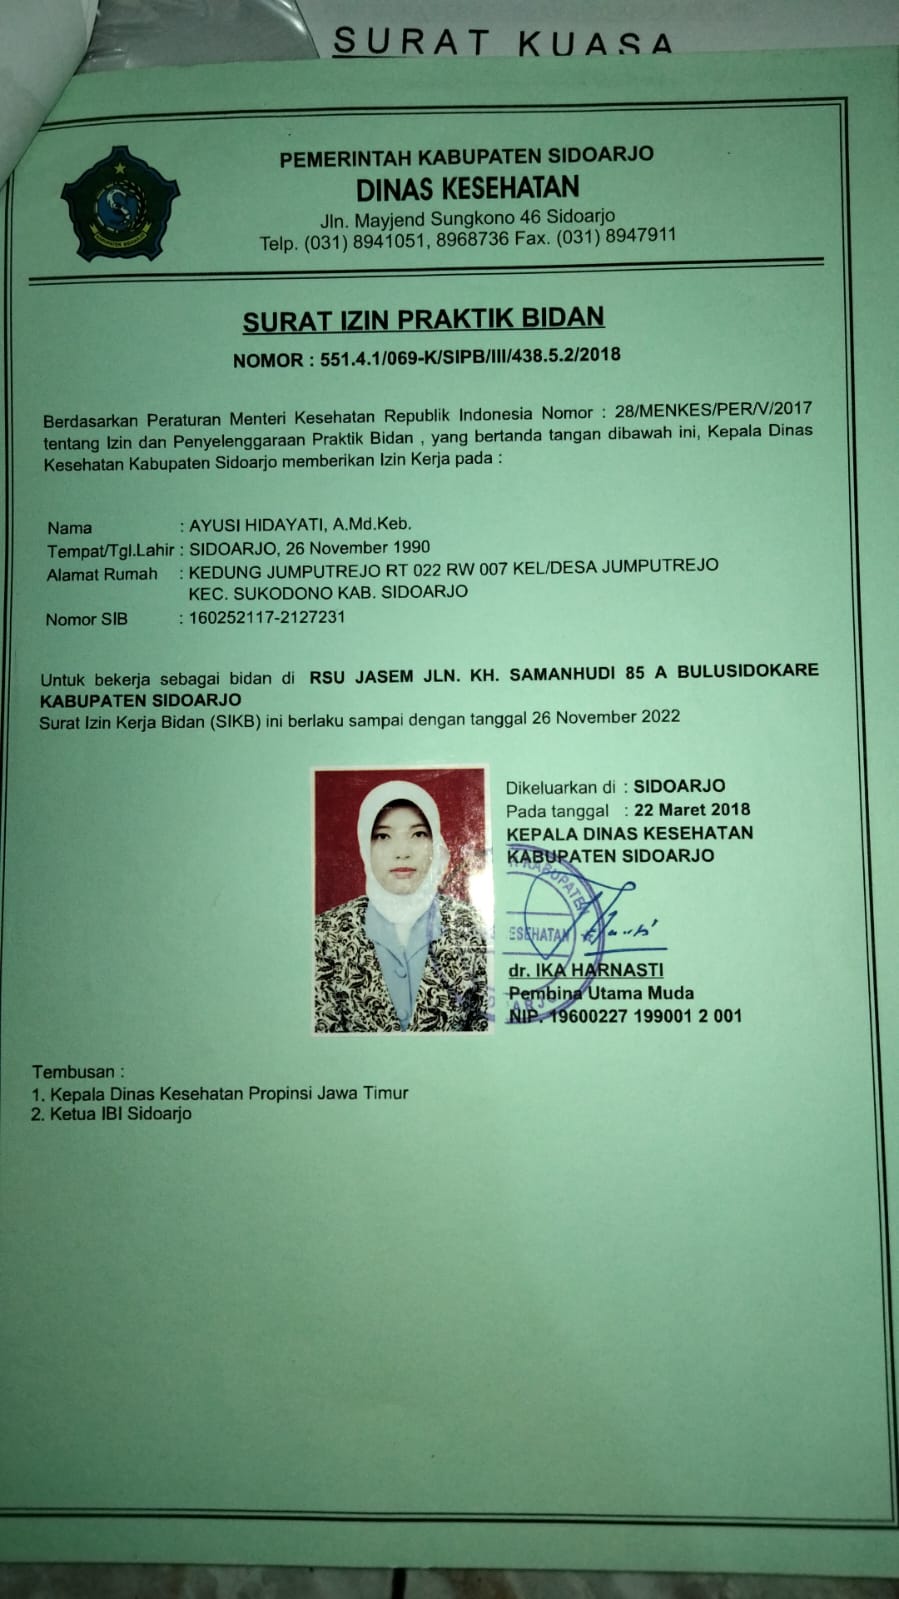 SURAT KUASA
PEMERINTAH KABUPATEN SIDOARJO
DINAS KESEHATAN
Jln. Mayjend Sungkono 46 Sidoarjo
Telp. (031) 8941051, 8968736 Fax. (031) 8947911
SURAT IZIN PRAKTIK BIDAN
NOMOR : 551.4.1/069-K/SIPB/III/438.5.2/2018
Berdasarkan Peraturan Menteri Kesehatan Republik Indonesia Nomor : 28/MENKES/PER/V/2017
tentang Izin dan Penyelenggaraan Praktik Bidan , yang bertanda tangan dibawah ini, Kepala Dinas
Kesehatan Kabupaten Sidoarjo memberikan Izin Kerja pada :
Nama : AYUSI HIDAYATI, A.Md.Keb.
Tempat/Tgl.Lahir : SIDOARJO, 26 November 1990
Alamat Rumah : KEDUNG JUMPUTREJO RT 022 RW 007 KEL/DESA JUMPUTREJO
KEC. SUKODONO KAB. SIDOARJO
Nomor SIB : 160252117-2127231
Untuk bekerja sebagai bidan di RSU JASEM JLN. KH. SAMANHUDI 85 A BULUSIDOKARE
KABUPATEN SIDOARJO
Surat Izin Kerja Bidan (SIKB) ini berlaku sampai dengan tanggal 26 November 2022
Dikeluarkan di : SIDOARJO
Pada tanggal : 22 Maret 2018
KEPALA DINAS KESEHATAN
KABUPATEN SIDOARJO
KABUPATEN
ESEHATAN
dr. IKA HARNASTI
Pembina Utama Muda
NIP. 19600227 199001 2 001
Tembusan :
1. Kepala Dinas Kesehatan Propinsi Jawa Timur
2. Ketua IBI Sidoarjo